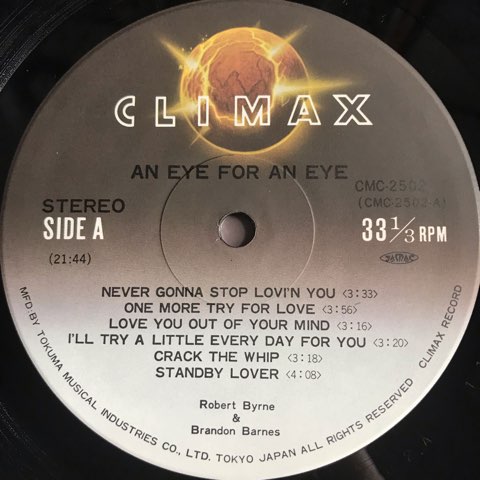 CLIMAX
AN EYE FOR AN EYE
CMC-2502
(CMC-2502-A)
STEREO
SIDE A
33 1/3 RPM
(21:44)
NEVER GONNA STOP LOVI'N YOU <3:33>
ONE MORE TRY FOR LOVE <3:56>
LOVE YOU OUT OF YOUR MIND <3:16>
I'LL TRY A LITTLE EVERY DAY FOR YOU <3:20>
CRACK THE WHIP <3:18>
STANDBY LOVER <4:08>
Robert Byrne
&
Brandon Barnes
MFD. BY TOKUMA MUSICAL INDUSTRIES CO., LTD. TOKYO JAPAN ALL RIGHTS RESERVED CLIMAX RECORD